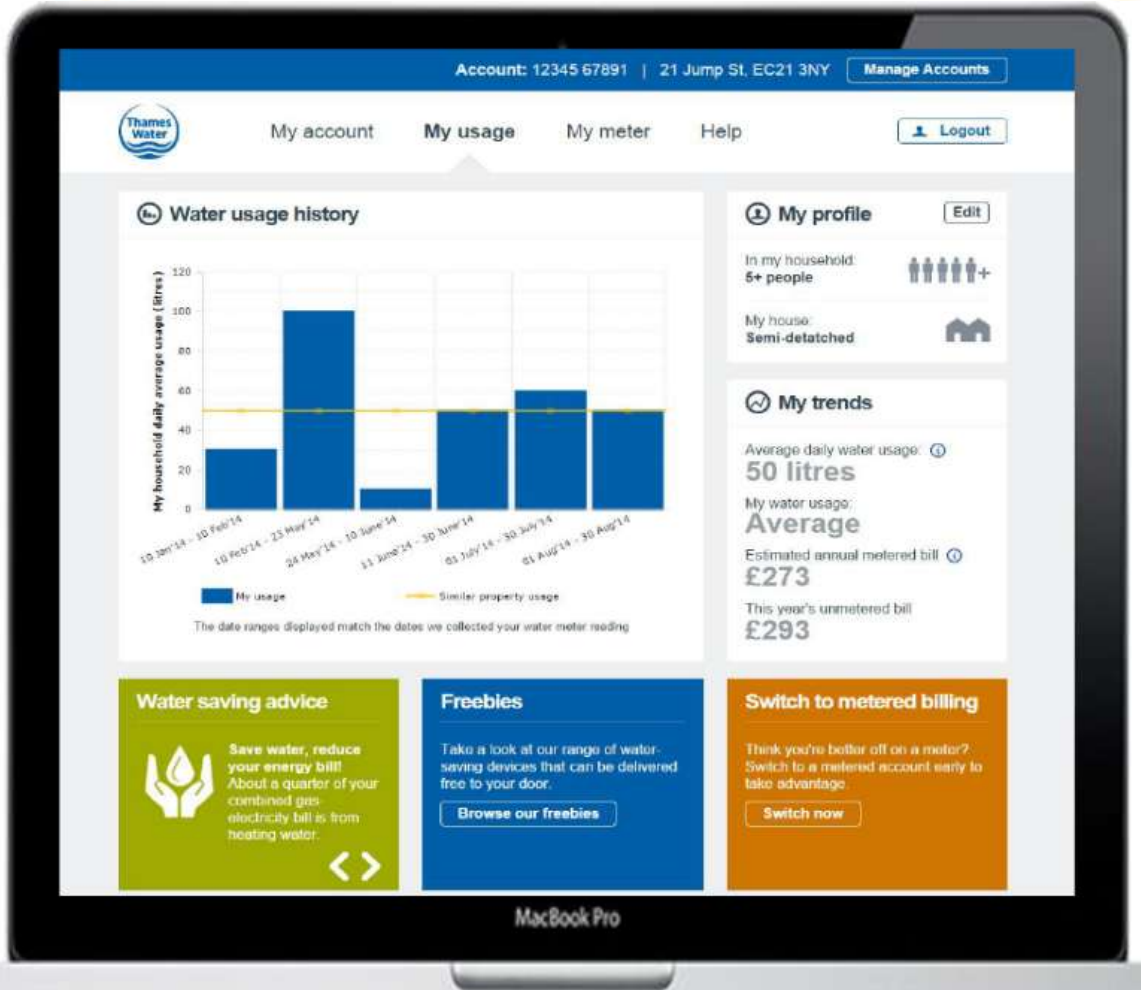 Account: 12345 67891 | 21 Jump St, EC21 3NY
Manage Accounts
Thames
Water
My account
My usage
My meter
Help
Logout
Water usage history
My household daily average usage (litres)
120
100
80
60
40
20
0
10 Jan'14 - 10 Feb'14
10 Feb'14 - 23 May'14
24 May'14 - 10 June'14
11 June'14 - 30 June'14
01 July'14 - 30 July'14
01 Aug'14 - 30 Aug'14
My usage
Similar property usage
The date ranges displayed match the dates we collected your water meter reading
My profile
Edit
In my household:
5+ people
My house:
Semi-detatched
My trends
Average daily water usage:
50 litres
My water usage:
Average
Estimated annual metered bill
£273
This year's unmetered bill
£293
Water saving advice
Save water, reduce
your energy bill!
About a quarter of your
combined gas-
electricity bill is from
heating water.
Freebies
Take a look at our range of water-
saving devices that can be delivered
free to your door.
Browse our freebies
Switch to metered billing
Think you're better off on a meter?
Switch to a metered account early to
take advantage.
Switch now
MacBook Pro